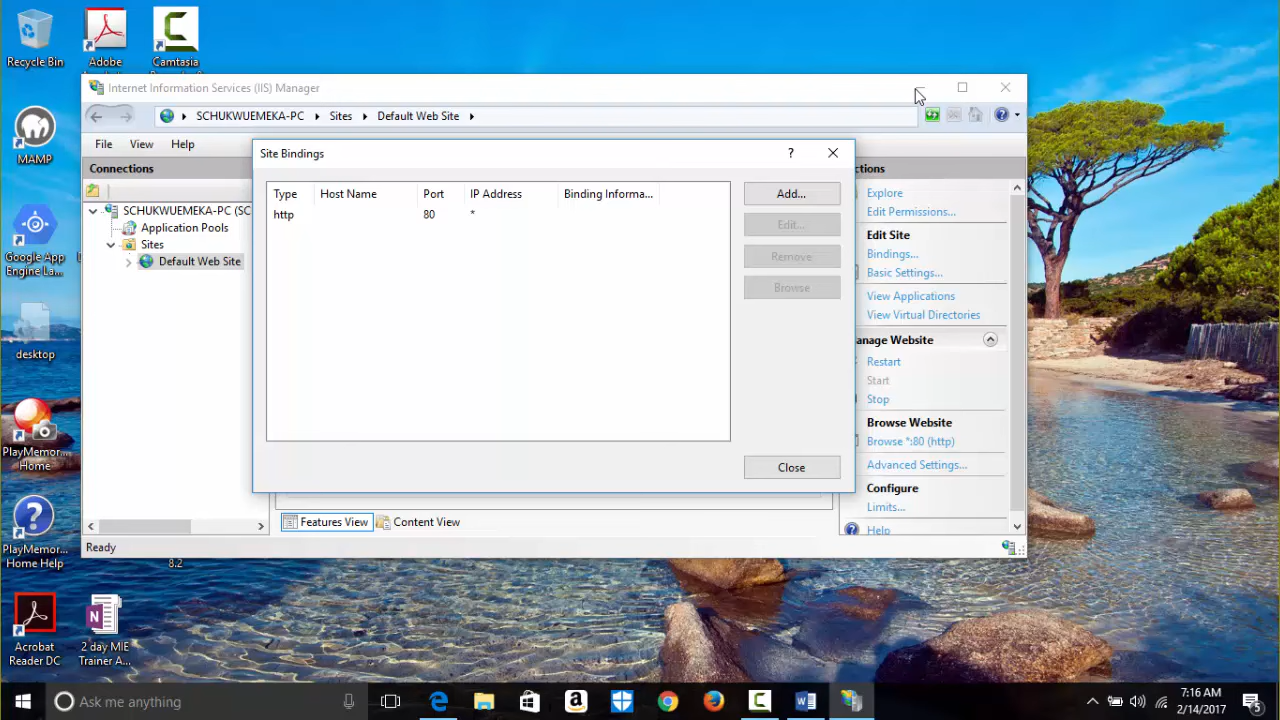 Recycle Bin
Adobe
Camtasia
MAMP
Google App
Engine La...
desktop
PlayMemor...
Home
PlayMemor...
Home Help
8.2
Acrobat
Reader DC
2 day MIE
Trainer A...
Internet Information Services (IIS) Manager
SCHUKWUEMEKA-PC
Sites
Default Web Site
File
View
Help
Connections
SCHUKWUEMEKA-PC (SC
Application Pools
Sites
Default Web Site
Site Bindings
?
Type Host Name Port IP Address Binding Informa...
http 80 *
Add...
Edit...
Remove
Browse
Close
ctions
Explore
Edit Permissions...
Edit Site
Bindings...
Basic Settings...
View Applications
View Virtual Directories
anage Website
Restart
Start
Stop
Browse Website
Browse *:80 (http)
Advanced Settings...
Configure
Limits...
Help
Features View
Content View
Ready
Ask me anything
7:16 AM
2/14/2017
5